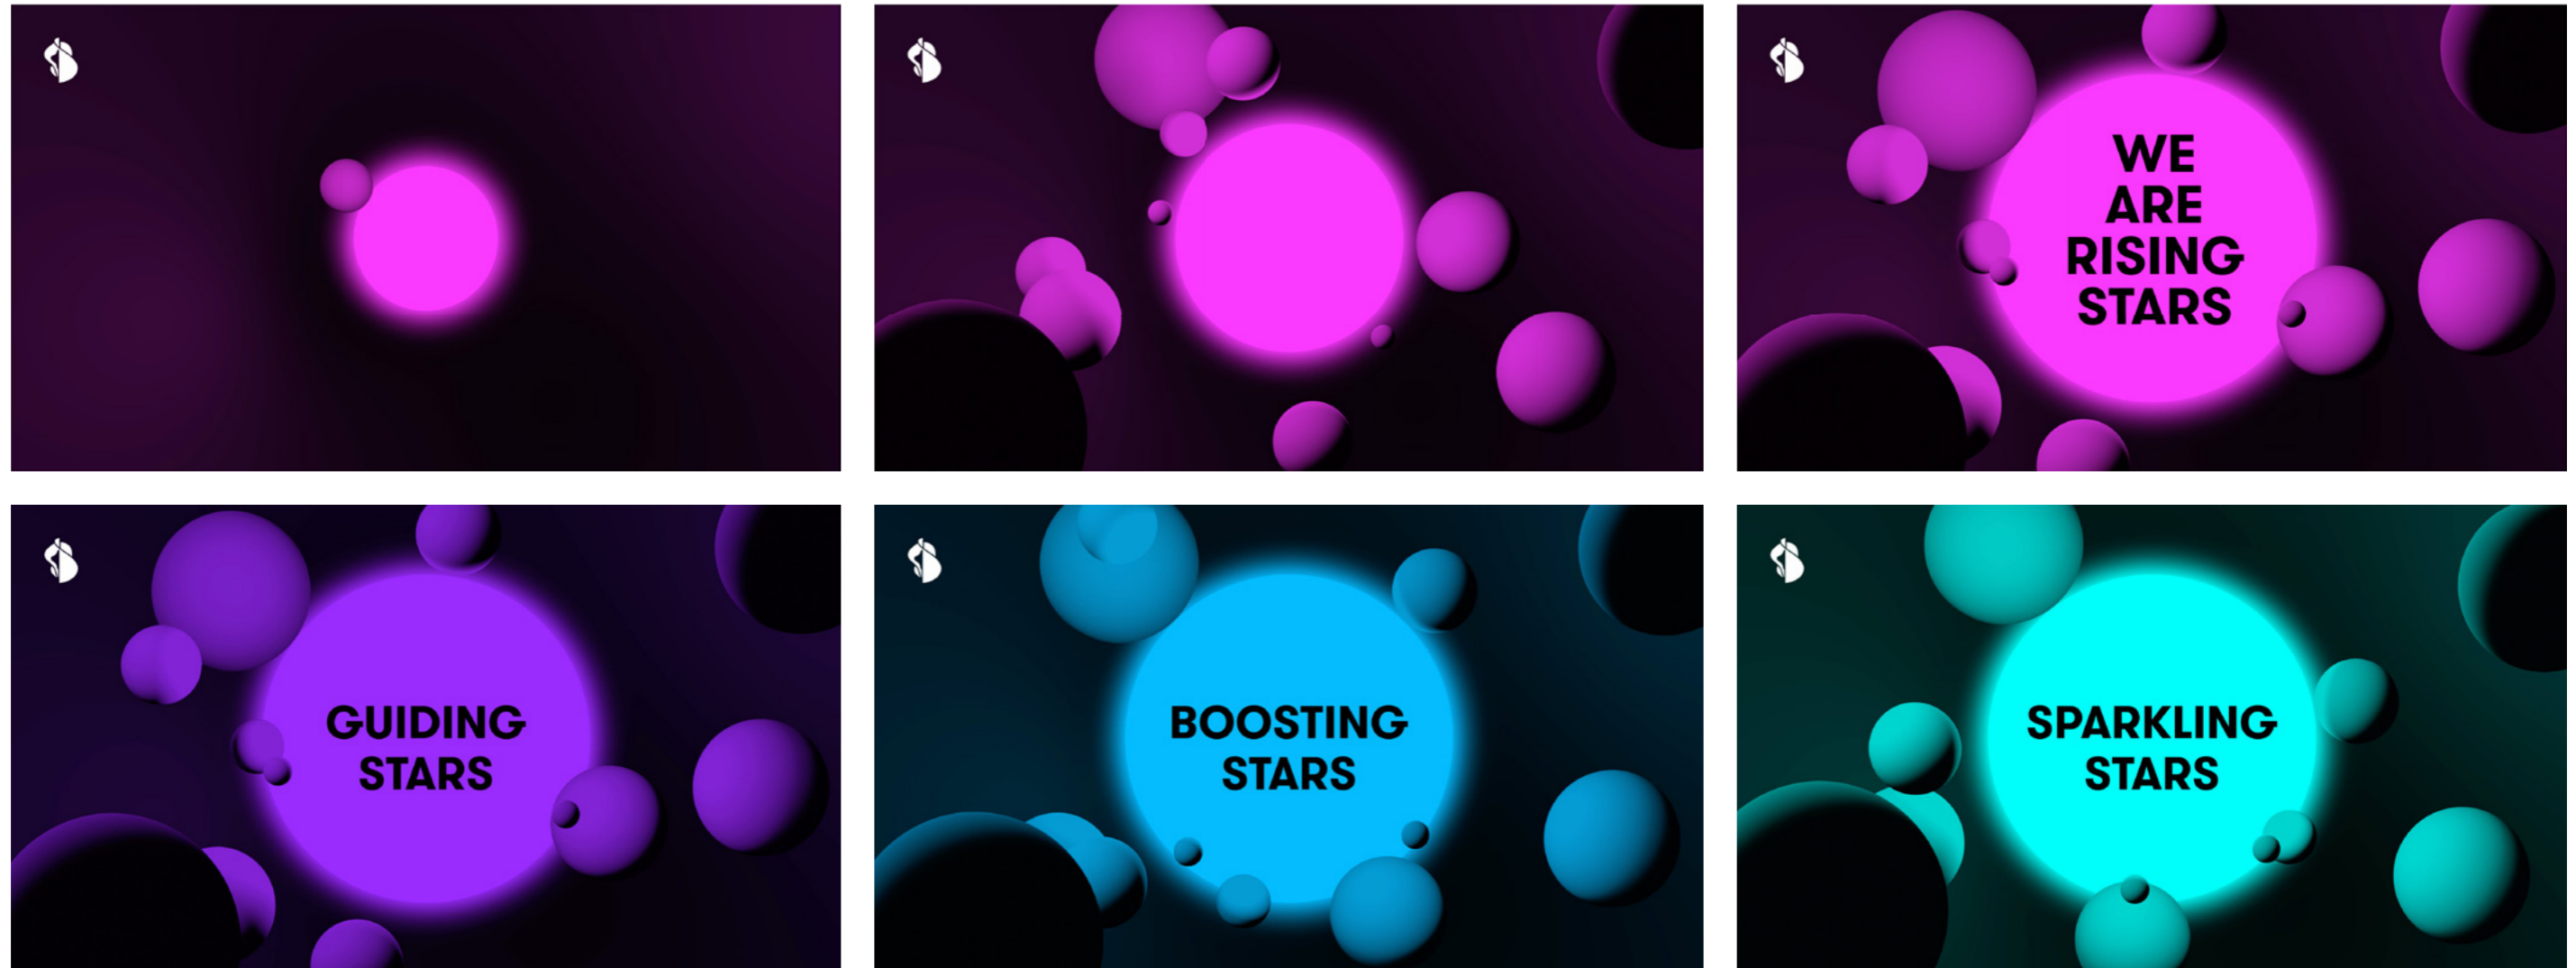 WE
ARE
RISING
STARS
GUIDING
STARS
BOOSTING
STARS
SPARKLING
STARS